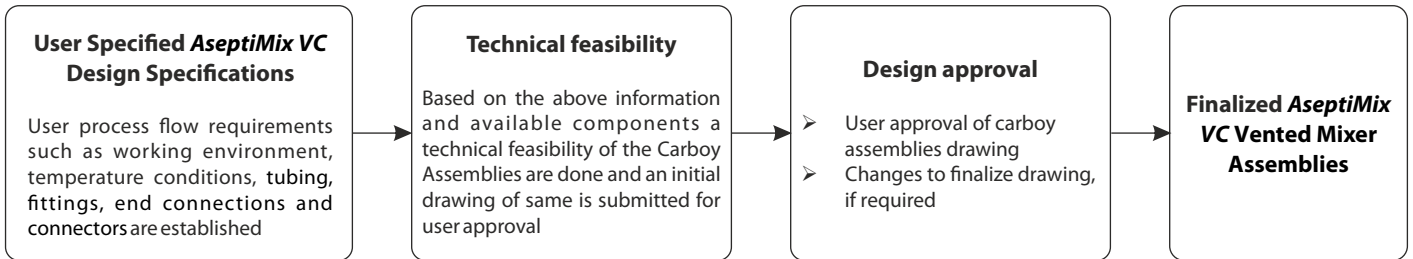 User Specified AseptiMix VC
Design Specifications
User process flow requirements
such as working environment,
temperature conditions, tubing,
fittings, end connections and
connectors are established
Technical feasibility
Based on the above information
and available components a
technical feasibility of the Carboy
Assemblies are done and an initial
drawing of same is submitted for
user approval
Design approval
➢ User approval of carboy
assemblies drawing
➢ Changes to finalize drawing,
if required
Finalized AseptiMix
VC Vented Mixer
Assemblies